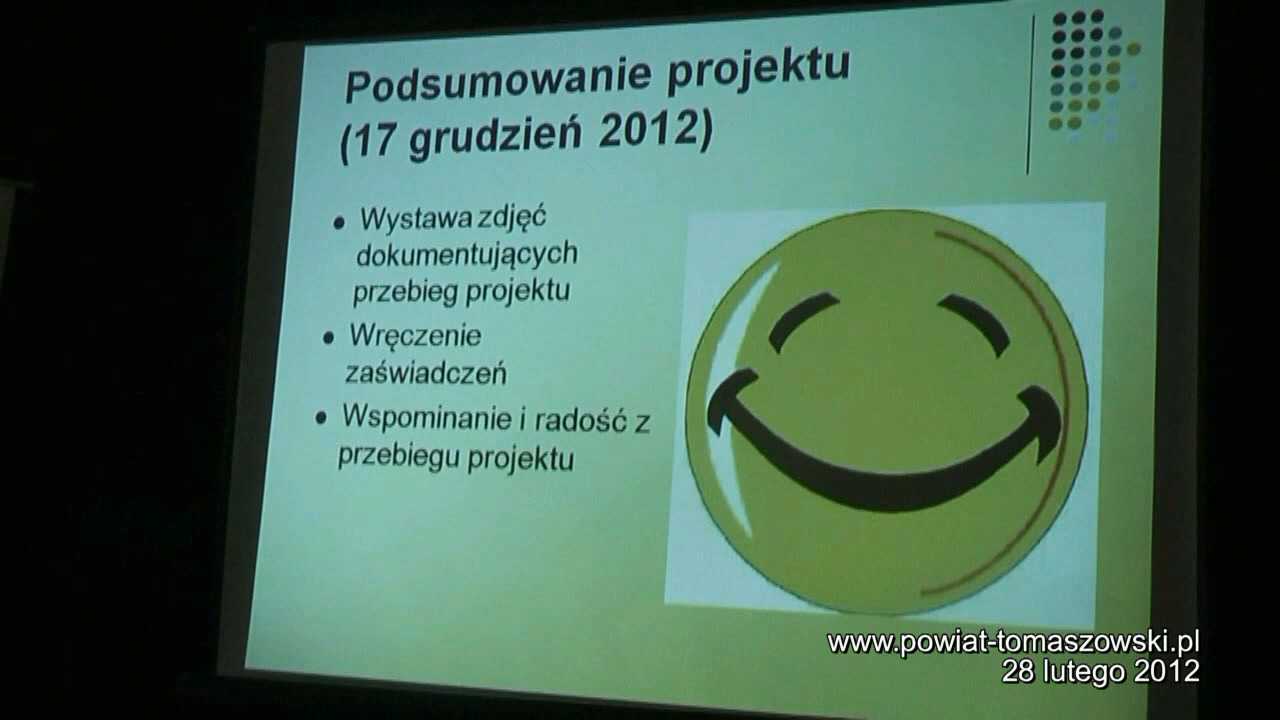 Podsumowanie projektu
(17 grudzień 2012)
● Wystawa zdjęć
dokumentujących
przebieg projektu
● Wręczenie
zaświadczeń
● Wspominanie i radość z
przebiegu projektu
www.powiat-tomaszowski.pl
28 lutego 2012